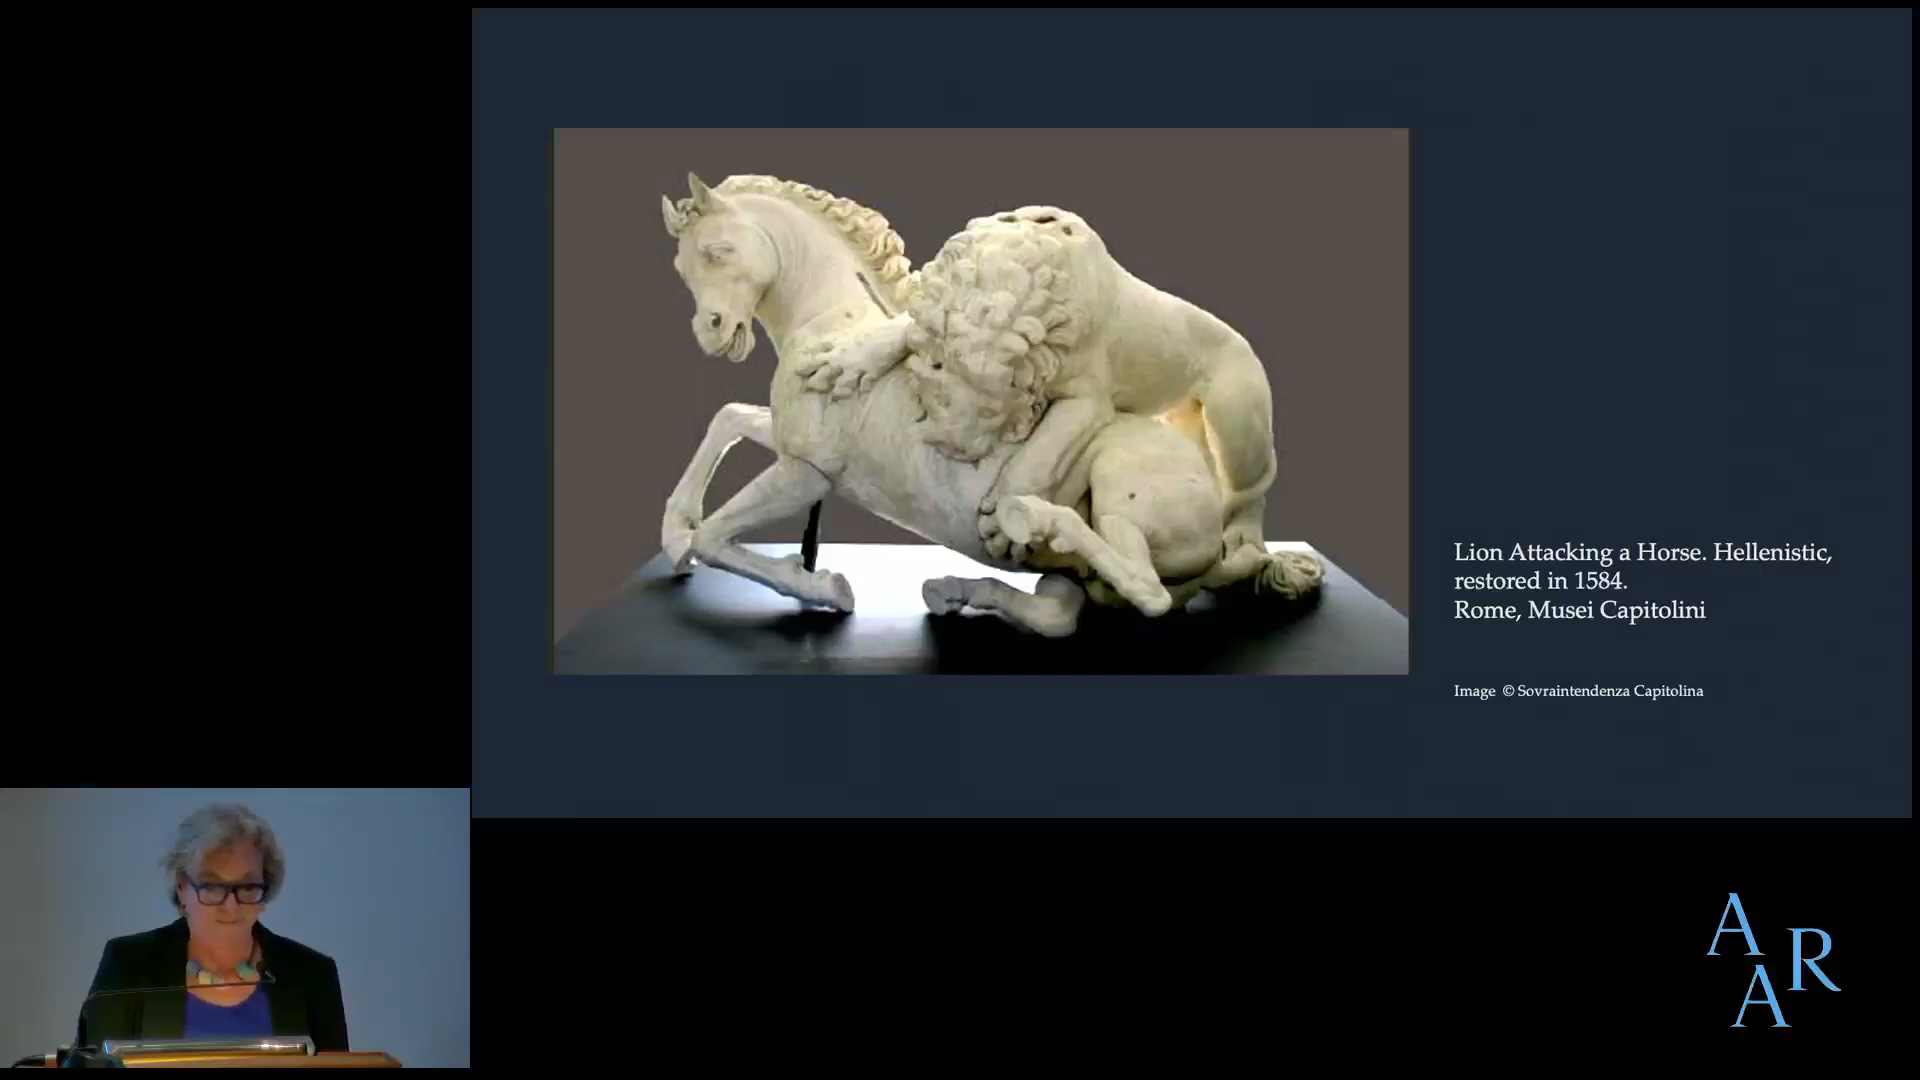 Lion Attacking a Horse. Hellenistic,
restored in 1584.
Rome, Musei Capitolini
Image © Sovraintendenza Capitolina
A
R
A